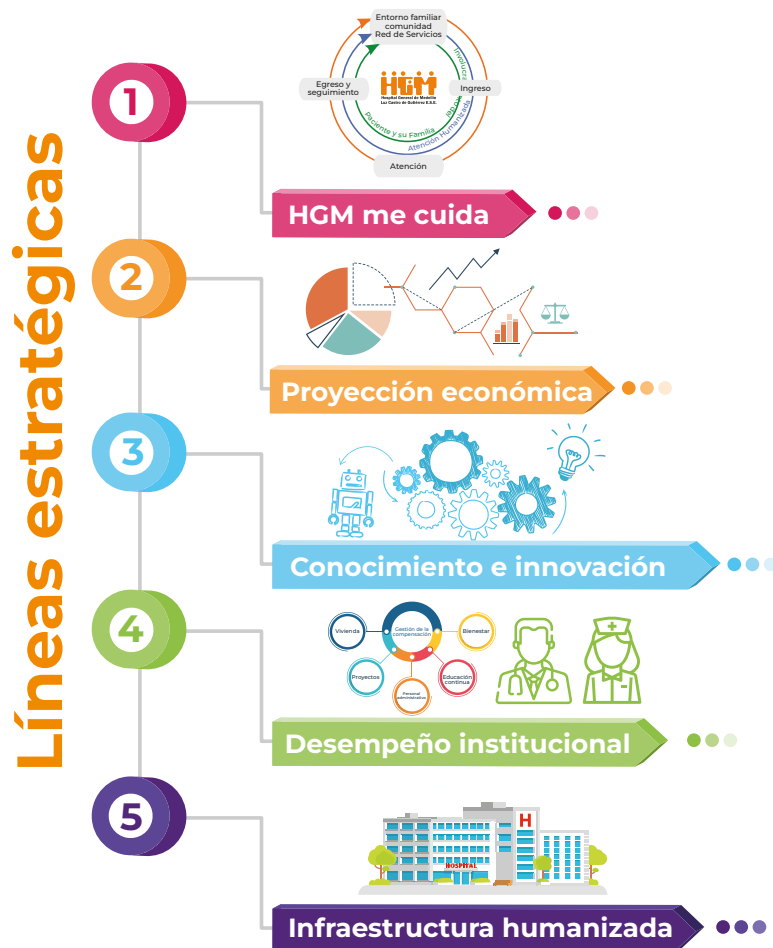 Líneas estratégicas
1
Entorno familiar
comunidad
Red de Servicios
Egreso y
seguimiento
Ingreso
Atención
HGM
Hospital General de Medellín
Luz Castro de Gutiérrez E.S.E.
Paciente y su Familia
Atención Humanizada
HGM me cuida
2
Proyección económica
3
Conocimiento e innovación
4
Vivienda
Gestión de la
compensación
Bienestar
Proyectos
Educación
continua
Personal
administrativo
Desempeño institucional
5
H
HOSPITAL
Infraestructura humanizada